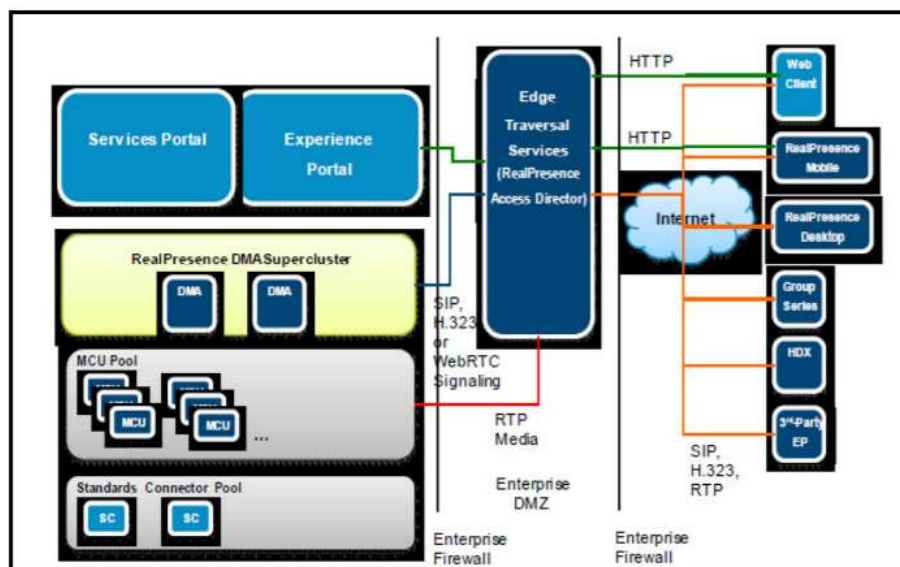 Services Portal
Experience
Portal
RealPresence DMASupercluster
DMA
DMA
MCU Pool
MCU
MCU
...
Standards Connector Pool
SC
SC
SIP,
H.323
or
WebRTC
Signaling
Enterprise
Firewall
Edge
Traversal
Services
(RealPresence
Access Director)
RTP
Media
Enterprise
DMZ
HTTP
HTTP
Internet
SIP,
H.323,
RTP
Enterprise
Firewall
Web
Client
RealPresence
Mobile
RealPresence
Desktop
Group
Series
HDX
3rd-Party
EP